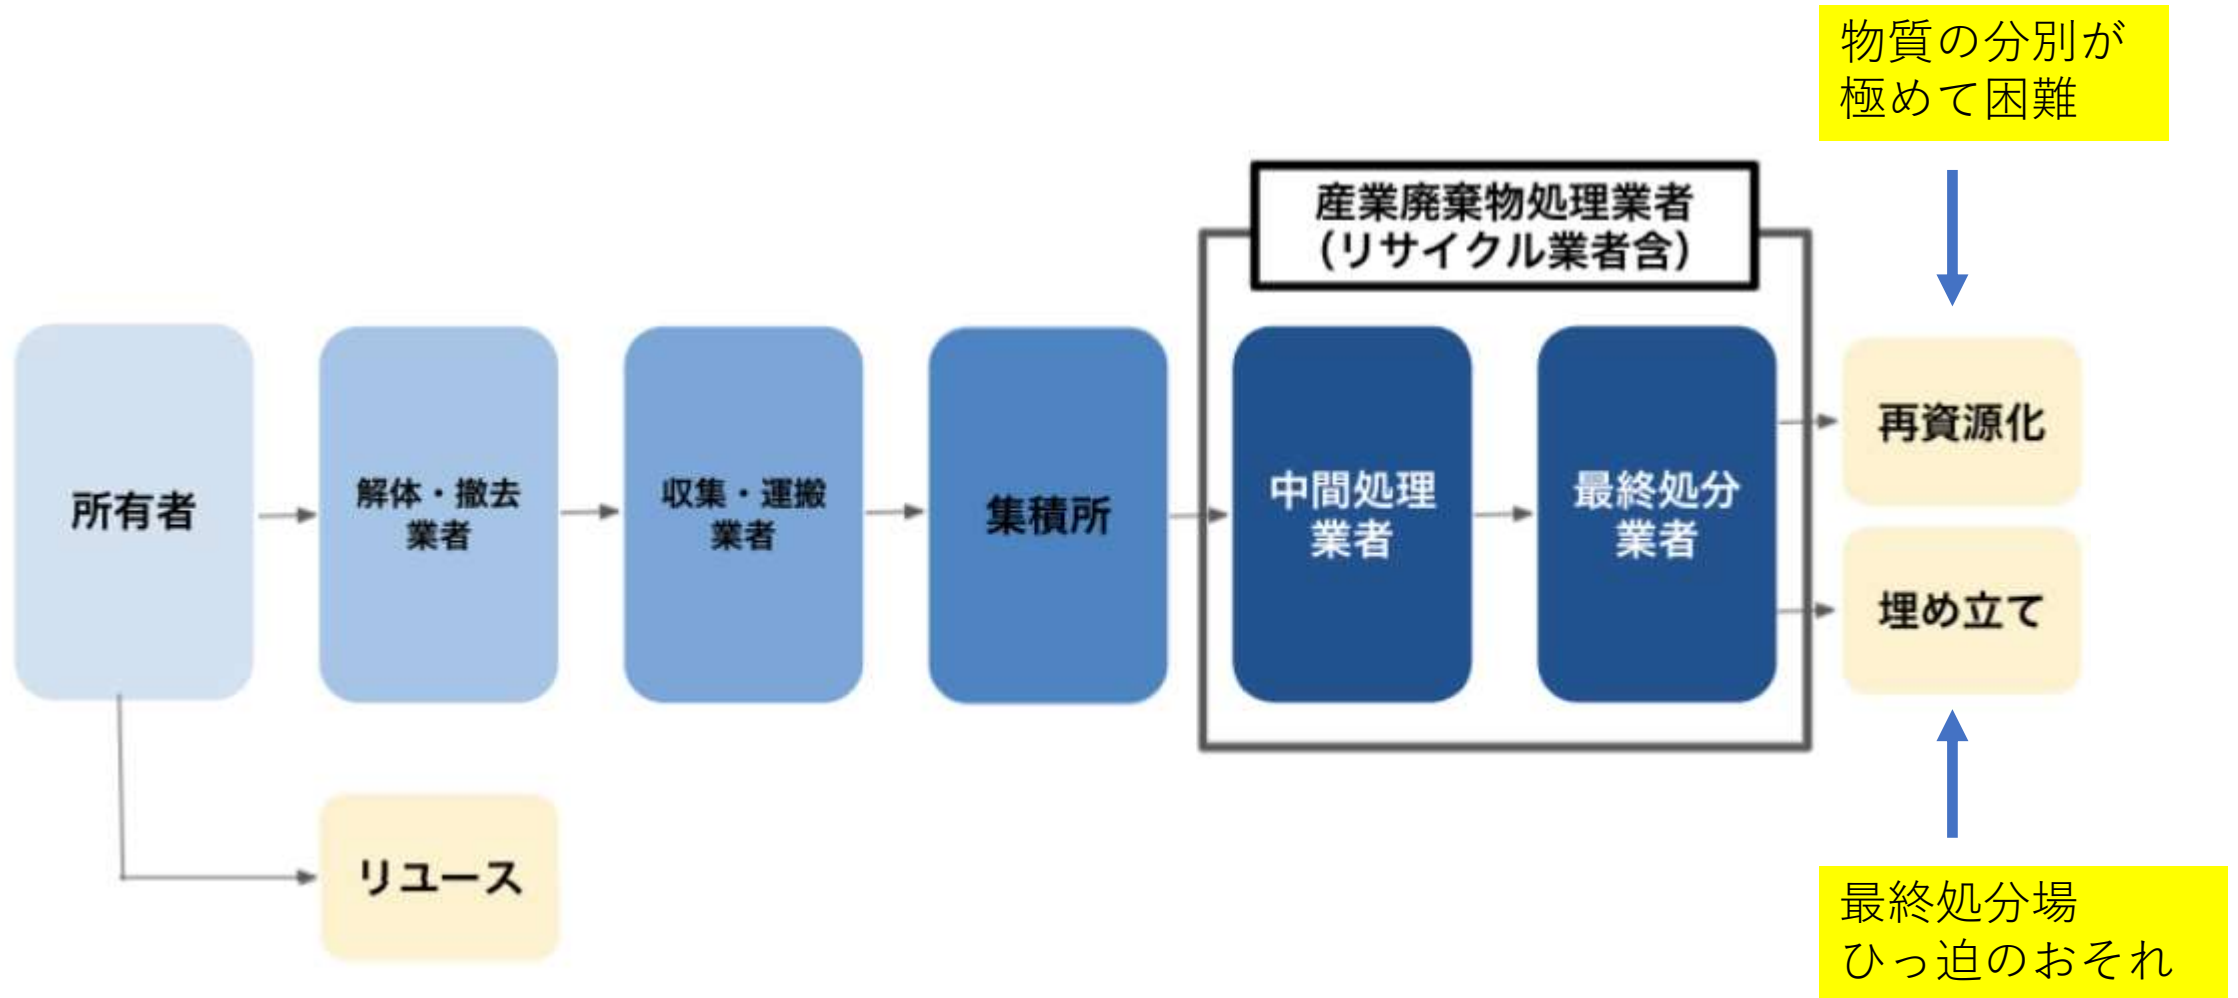 物質の分別が
極めて困難
産業廃棄物処理業者
（リサイクル業者含）
所有者
解体・撤去
業者
収集・運搬
業者
集積所
中間処理
業者
最終処分
業者
再資源化
埋め立て
リユース
最終処分場
ひっ迫のおそれ